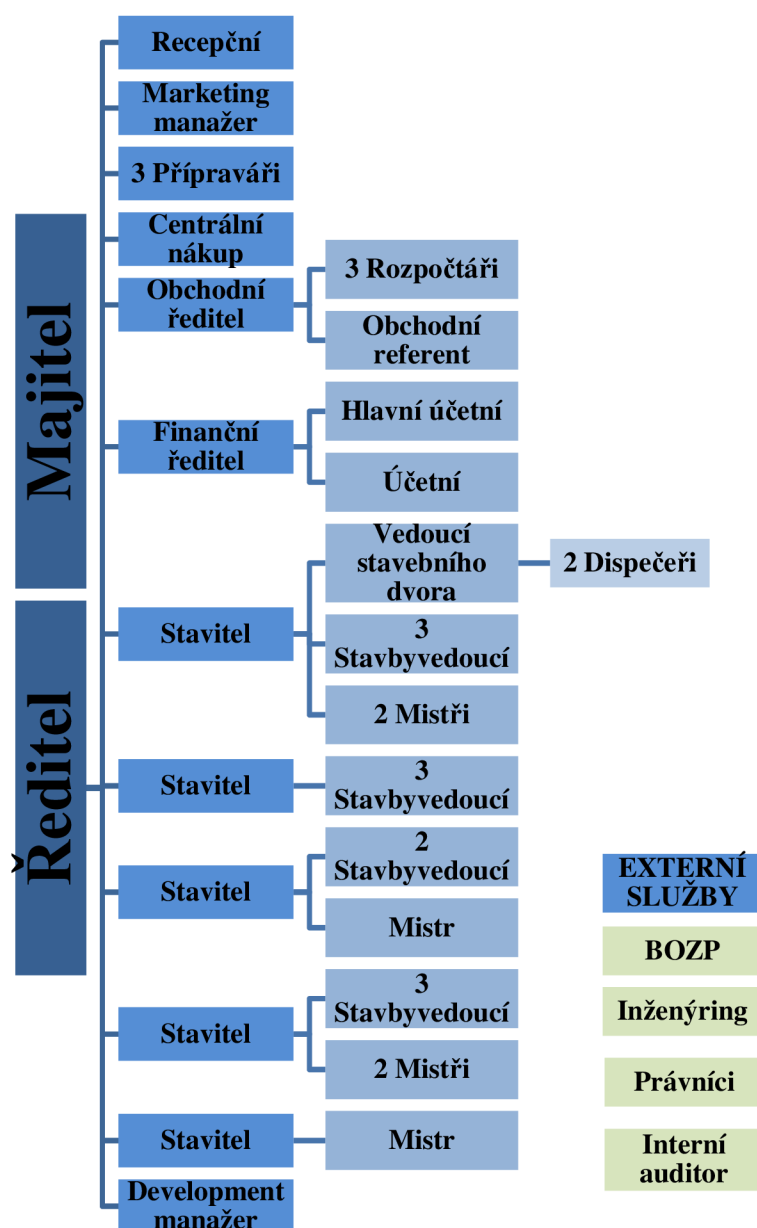 Majitel
Ředitel
Recepční
Marketing
manažer
3 Přípraváři
Centrální
nákup
Obchodní
ředitel
3 Rozpočtáři
Obchodní
referent
Finanční
ředitel
Hlavní účetní
Účetní
Stavitel
Vedoucí
stavebního
dvora
2 Dispečeři
3
Stavbyvedoucí
2 Mistři
Stavitel
3
Stavbyvedoucí
Stavitel
2
Stavbyvedoucí
Mistr
Stavitel
3
Stavbyvedoucí
2 Mistři
Stavitel
Mistr
Development
manažer
EXTERNÍ
SLUŽBY
BOZP
Inženýring
Právníci
Interní
auditor